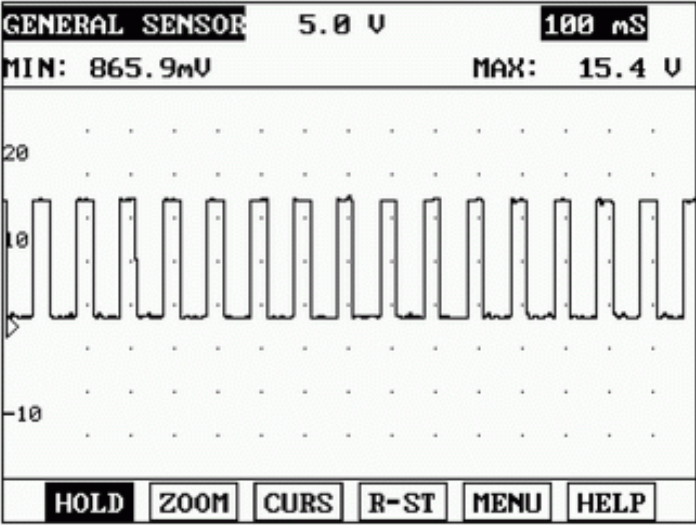 GENERAL SENSOR 5.0 V 100 mS
MIN: 865.9mV MAX: 15.4 V
20
10
-10
HOLD ZOOM CURS R-ST MENU HELP